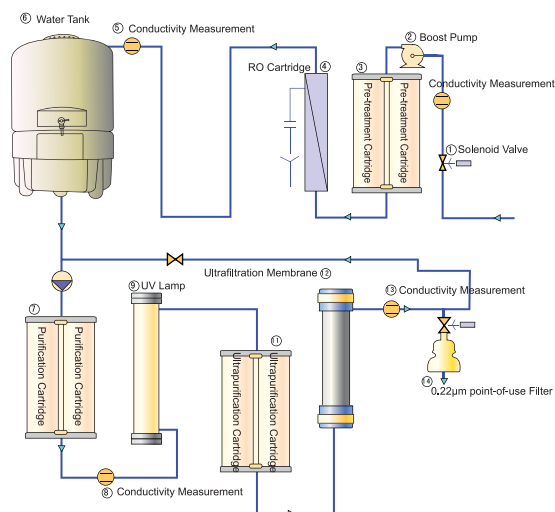 ⑥ Water Tank
⑤ Conductivity Measurement
② Boost Pump
RO Cartridge ④
③
Conductivity Measurement
Pre-treatment Cartridge
Pre-treatment Cartridge
① Solenoid Valve
Ultrafiltration Membrane ⑫
⑨ UV Lamp
⑬ Conductivity Measurement
⑦
Purification Cartridge
Purification Cartridge
⑪
Ultrapurification Cartridge
Ultrapurification Cartridge
⑭
0.22μm point-of-use Filter
⑧ Conductivity Measurement